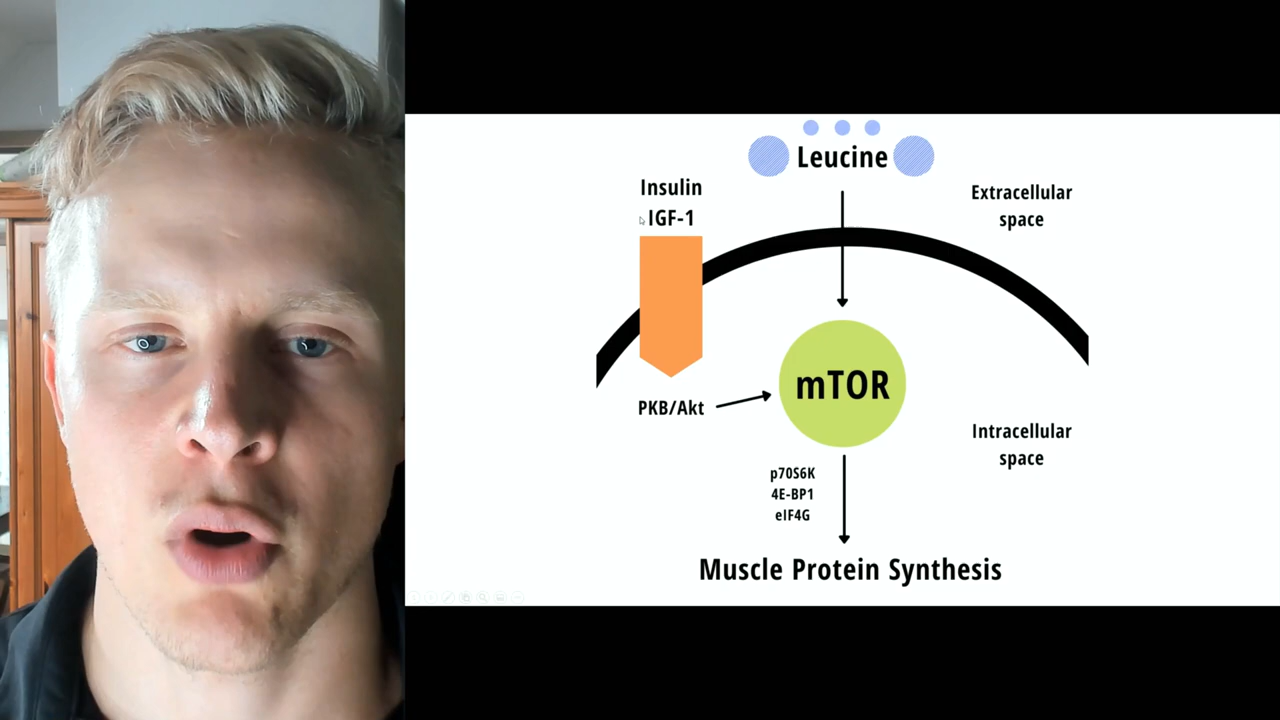 Leucine
Insulin
IGF-1
Extracellular
space
mTOR
PKB/Akt
Intracellular
space
p70S6K
4E-BP1
eIF4G
Muscle Protein Synthesis